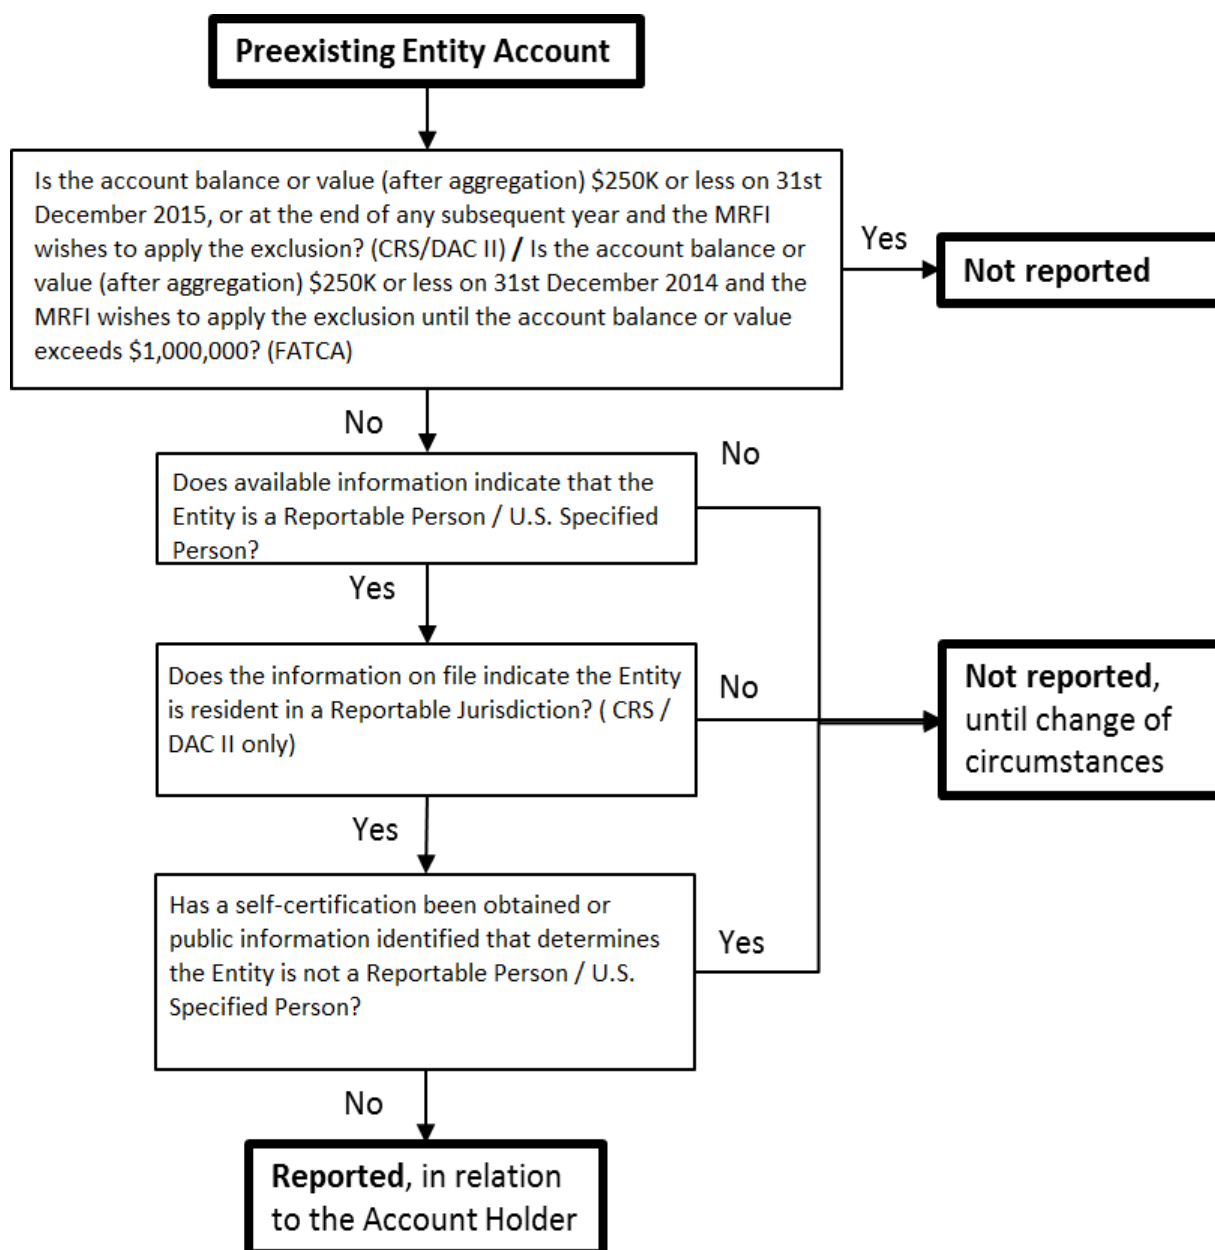 Preexisting Entity Account
Is the account balance or value (after aggregation) $250K or less on 31st
December 2015, or at the end of any subsequent year and the MRFI
wishes to apply the exclusion? (CRS/DAC II) / Is the account balance or
value (after aggregation) $250K or less on 31st December 2014 and the
MRFI wishes to apply the exclusion until the account balance or value
exceeds $1,000,000? (FATCA)
Yes
Not reported
No
No
Does available information indicate that the
Entity is a Reportable Person / U.S. Specified
Person?
Yes
Does the information on file indicate the Entity
is resident in a Reportable Jurisdiction? ( CRS /
DAC II only)
No
Not reported,
until change of
circumstances
Yes
Has a self-certification been obtained or
public information identified that determines
the Entity is not a Reportable Person / U.S.
Specified Person?
Yes
No
Reported, in relation
to the Account Holder